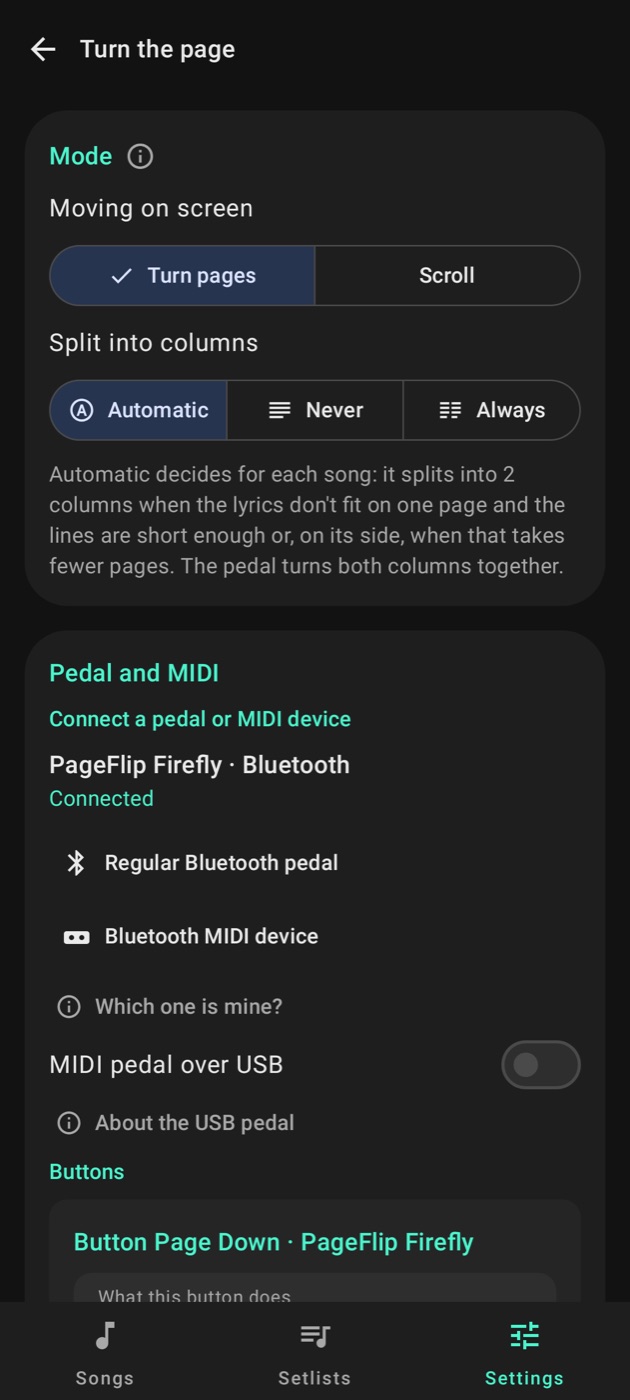 Turn the page
Mode
Moving on screen
Turn pages
Scroll
Split into columns
Automatic
Never
Always
Automatic decides for each song: it splits into 2
columns when the lyrics don't fit on one page and the
lines are short enough or, on its side, when that takes
fewer pages. The pedal turns both columns together.
Pedal and MIDI
Connect a pedal or MIDI device
PageFlip Firefly · Bluetooth
Connected
Regular Bluetooth pedal
Bluetooth MIDI device
Which one is mine?
MIDI pedal over USB
About the USB pedal
Buttons
Button Page Down · PageFlip Firefly
What this button does
Songs
Setlists
Settings